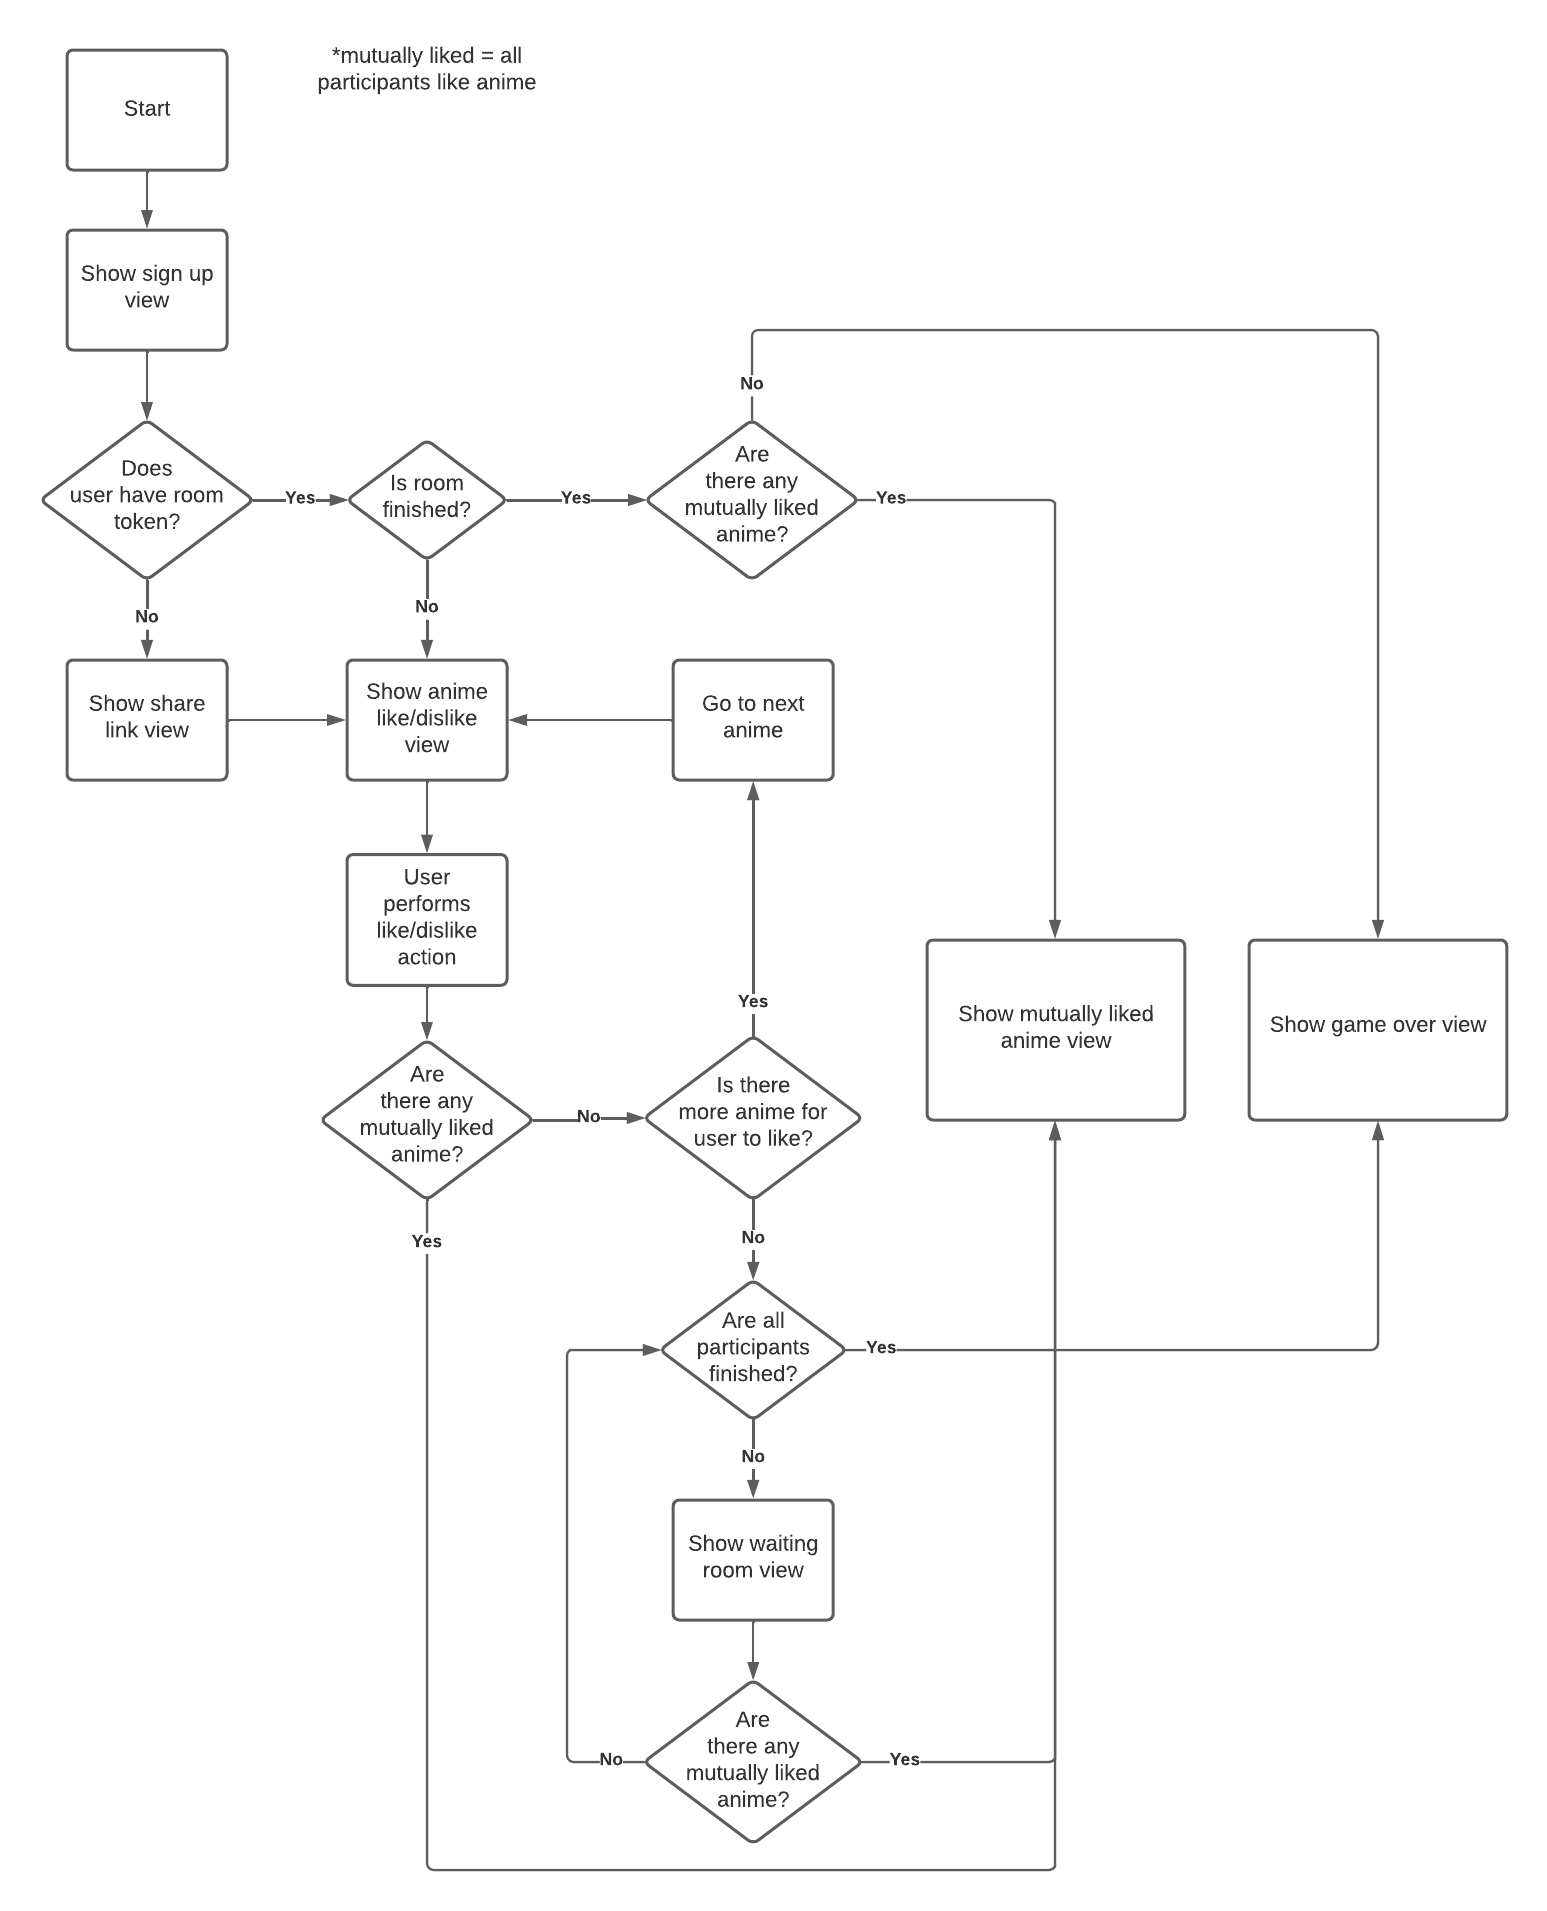 *mutually liked = all
participants like anime
Start
Show sign up
view
Does
user have room
token?
Yes
Is room
finished?
Yes
Are
there any
mutually liked
anime?
No
Yes
No
No
Show share
link view
Show anime
like/dislike
view
Go to next
anime
User
performs
like/dislike
action
Yes
Show mutually liked
anime view
Show game over view
Are
there any
mutually liked
anime?
No
Is there
more anime for
user to like?
Yes
No
Are all
participants
finished?
Yes
No
Show waiting
room view
Are
there any
mutually liked
anime?
No
Yes